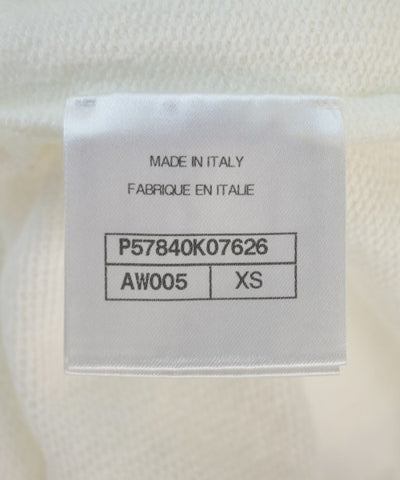 MADE IN ITALY
FABRIQUE EN ITALIE
P57840K07626
AW005 XS